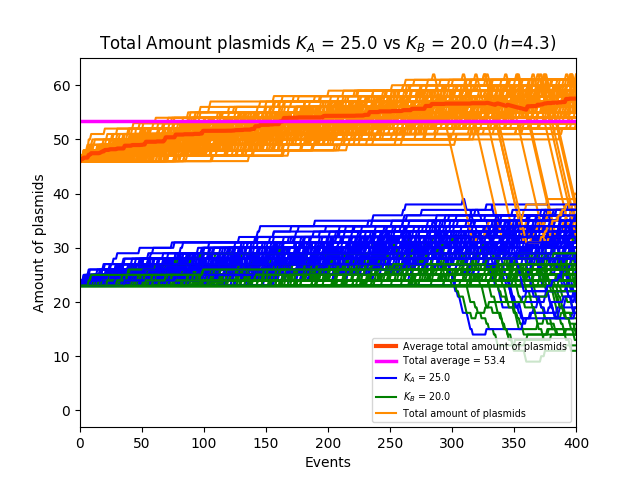 Total Amount plasmids K_A = 25.0 vs K_B = 20.0 (h=4.3)
60
50
40
30
20
10
0
Amount of plasmids
0 50 100 150 200 250 300 350 400
Events
Average total amount of plasmids
Total average = 53.4
K_A = 25.0
K_B = 20.0
Total amount of plasmids